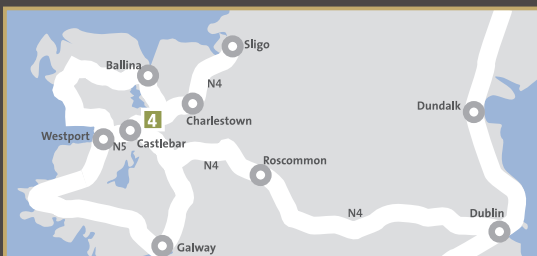 Sligo
Ballina
N4
Dundalk
4
Charlestown
Westport
N5
Castlebar
N4
Roscommon
N4
Dublin
Galway